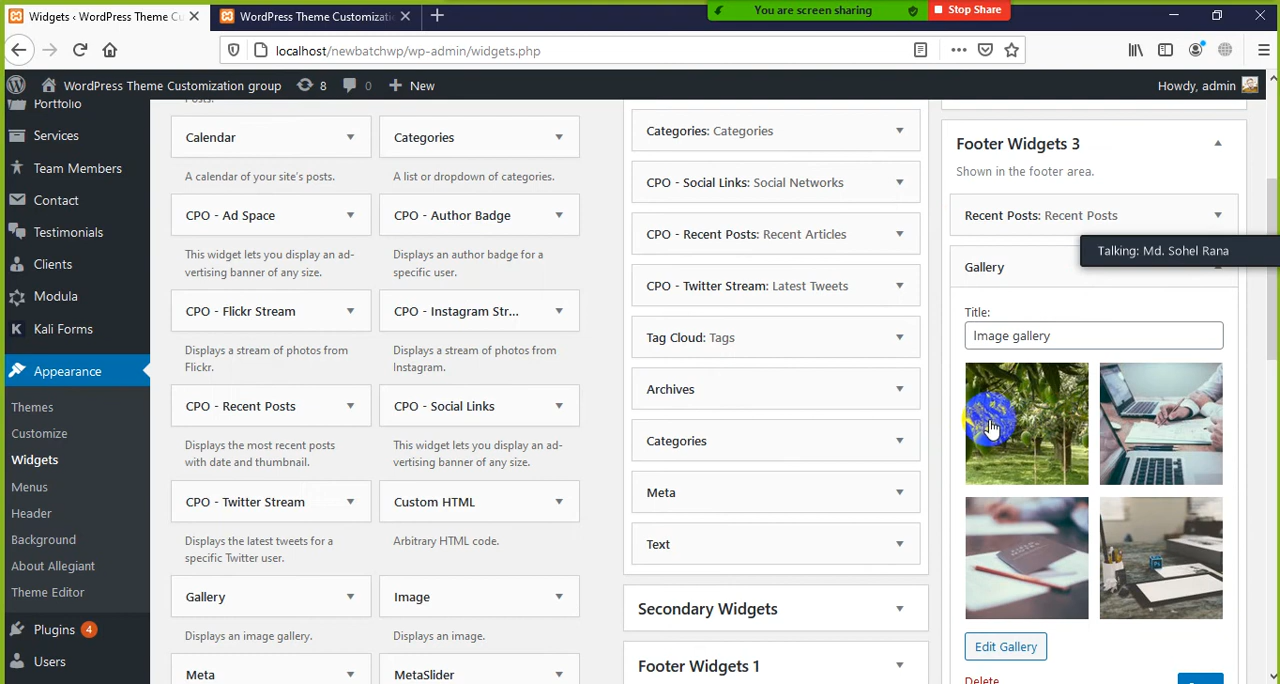 Widgets ‹ WordPress Theme C
WordPress Theme Customizati
You are screen sharing
Stop Share
localhost/newbatchwp/wp-admin/widgets.php
WordPress Theme Customization group
8
0
New
Howdy, admin
Portfolio
Services
Team Members
Contact
Testimonials
Clients
Modula
Kali Forms
Appearance
Themes
Customize
Widgets
Menus
Header
Background
About Allegiant
Theme Editor
Plugins 4
Users
Posts.
Calendar
Categories
A calendar of your site's posts.
A list or dropdown of categories.
CPO - Ad Space
CPO - Author Badge
This widget lets you display an ad-
vertising banner of any size.
Displays an author badge for a
specific user.
CPO - Flickr Stream
CPO - Instagram Str...
Displays a stream of photos from
Flickr.
Displays a stream of photos from
Instagram.
CPO - Recent Posts
CPO - Social Links
Displays the most recent posts
with date and thumbnail.
This widget lets you display an ad-
vertising banner of any size.
CPO - Twitter Stream
Custom HTML
Displays the latest tweets for a
specific Twitter user.
Arbitrary HTML code.
Gallery
Image
Displays an image gallery.
Displays an image.
Meta
MetaSlider
Categories: Categories
CPO - Social Links: Social Networks
CPO - Recent Posts: Recent Articles
CPO - Twitter Stream: Latest Tweets
Tag Cloud: Tags
Archives
Categories
Meta
Text
Secondary Widgets
Footer Widgets 1
Footer Widgets 3
Shown in the footer area.
Recent Posts: Recent Posts
Talking: Md. Sohel Rana
Gallery
Title:
Image gallery
Edit Gallery
Delete